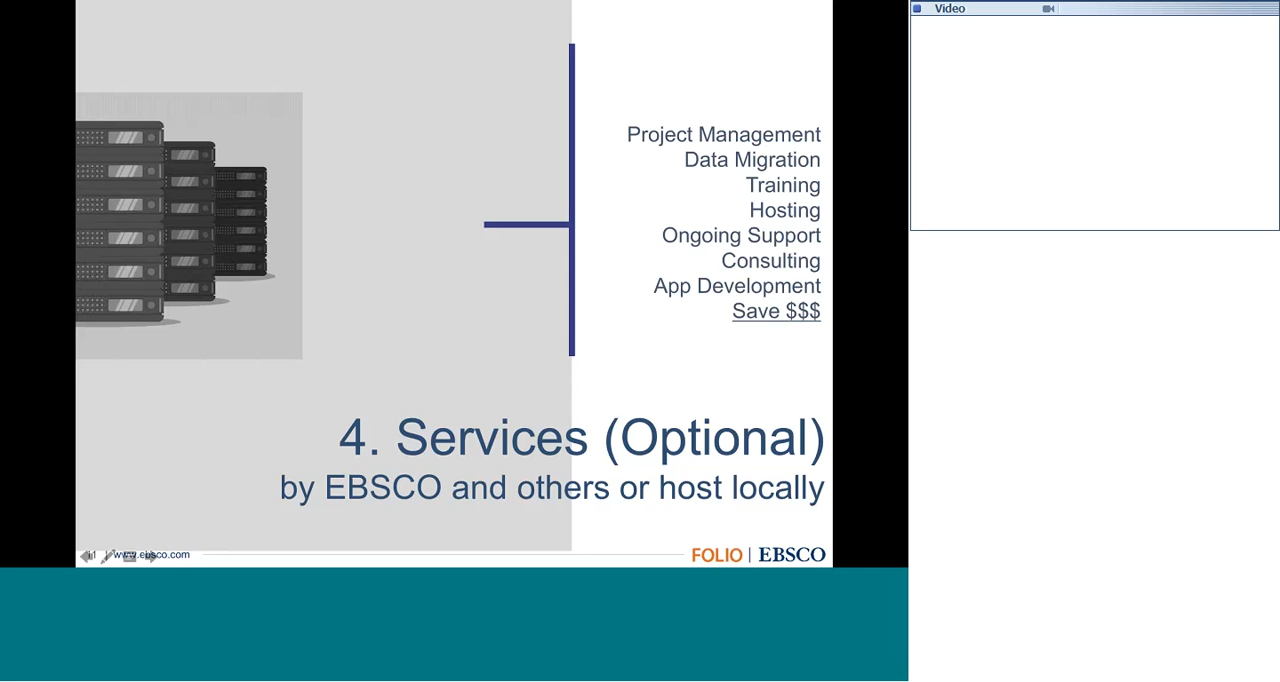 Video
Project Management
Data Migration
Training
Hosting
Ongoing Support
Consulting
App Development
Save $$$
4. Services (Optional)
by EBSCO and others or host locally
www.ebsco.com
FOLIO | EBSCO